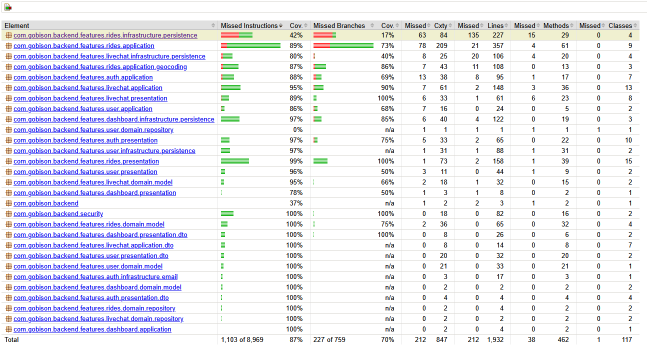 Element Missed Instructions Cov. Missed Branches Cov. Missed Cxty Missed Lines Missed Methods Missed Classes
com.gobison.backend.features.rides.infrastructure.persistence 42% 17% 63 84 135 227 15 29 0 4
com.gobison.backend.features.rides.application 89% 73% 78 209 21 357 4 61 0 9
com.gobison.backend.features.livechat.infrastructure.persistence 80% 40% 8 25 20 106 4 20 0 4
com.gobison.backend.features.rides.application.geocoding 87% 86% 7 43 11 108 0 13 0 3
com.gobison.backend.features.auth.application 88% 69% 13 38 8 95 1 17 0 7
com.gobison.backend.features.livechat.application 95% 90% 7 61 2 148 3 36 0 13
com.gobison.backend.features.livechat.presentation 89% 100% 6 33 1 61 6 23 0 8
com.gobison.backend.features.user.application 86% 68% 7 16 0 24 0 5 0 2
com.gobison.backend.features.dashboard.infrastructure.persistence 97% 85% 6 40 4 122 0 19 0 3
com.gobison.backend.features.user.domain.repository 0% n/a 1 1 1 1 1 1 1 1
com.gobison.backend.features.auth.presentation 97% 75% 5 33 2 65 0 22 0 10
com.gobison.backend.features.user.infrastructure.persistence 97% n/a 1 31 1 88 1 31 0 2
com.gobison.backend.features.rides.presentation 99% 100% 1 73 2 158 1 39 0 15
com.gobison.backend.features.user.presentation 96% 50% 3 11 0 44 1 9 0 2
com.gobison.backend.features.livechat.domain.model 95% 66% 2 18 1 32 0 15 0 2
com.gobison.backend.features.dashboard.presentation 78% 50% 1 3 1 8 0 2 0 1
com.gobison.backend 37% n/a 1 2 2 3 1 2 0 1
com.gobison.backend.security 100% 100% 0 18 0 82 0 16 0 2
com.gobison.backend.features.rides.domain.model 100% 75% 2 36 0 65 0 32 0 4
com.gobison.backend.features.dashboard.presentation.dto 100% 100% 0 8 0 26 0 6 0 2
com.gobison.backend.features.livechat.application.dto 100% n/a 0 8 0 14 0 8 0 7
com.gobison.backend.features.user.presentation.dto 100% n/a 0 20 0 32 0 20 0 2
com.gobison.backend.features.user.domain.model 100% n/a 0 21 0 33 0 21 0 1
com.gobison.backend.features.auth.infrastructure.email 100% n/a 0 3 0 17 0 3 0 1
com.gobison.backend.features.dashboard.domain.model 100% n/a 0 2 0 2 0 2 0 2
com.gobison.backend.features.auth.presentation.dto 100% n/a 0 4 0 4 0 4 0 4
com.gobison.backend.features.rides.domain.repository 100% n/a 0 2 0 2 0 2 0 1
com.gobison.backend.features.livechat.domain.repository 100% n/a 0 2 0 2 0 2 0 1
com.gobison.backend.features.dashboard.application 100% n/a 0 2 0 4 0 2 0 1
Total 1,103 of 8,969 87% 227 of 759 70% 212 847 212 1,932 38 462 1 117